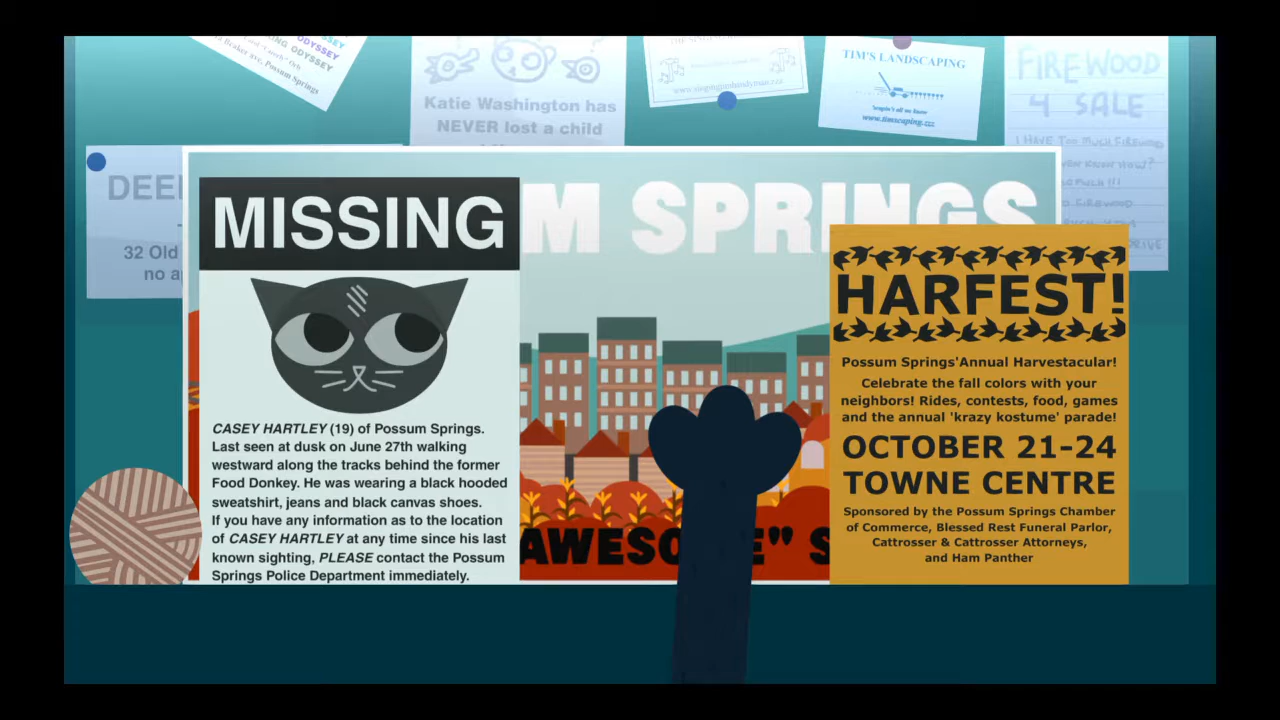 ODYSSEY
ODYSSEY
Possum Springs
Katie Washington has
NEVER lost a child
TIM'S LANDSCAPING
www.timscaping.zzz
FIREWOOD
4 SALE
I HAVE TOO MUCH FIREWOOD
32 Old
MISSING
M SPRINGS
CASEY HARTLEY (19) of Possum Springs.
Last seen at dusk on June 27th walking
westward along the tracks behind the former
Food Donkey. He was wearing a black hooded
sweatshirt, jeans and black canvas shoes.
If you have any information as to the location
of CASEY HARTLEY at any time since his last
known sighting, PLEASE contact the Possum
Springs Police Department immediately.
HARFEST!
Possum Springs'Annual Harvestacular!
Celebrate the fall colors with your
neighbors! Rides, contests, food, games
and the annual 'krazy kostume' parade!
OCTOBER 21-24
TOWNE CENTRE
Sponsored by the Possum Springs Chamber
of Commerce, Blessed Rest Funeral Parlor,
Cattrosser & Cattrosser Attorneys,
and Ham Panther